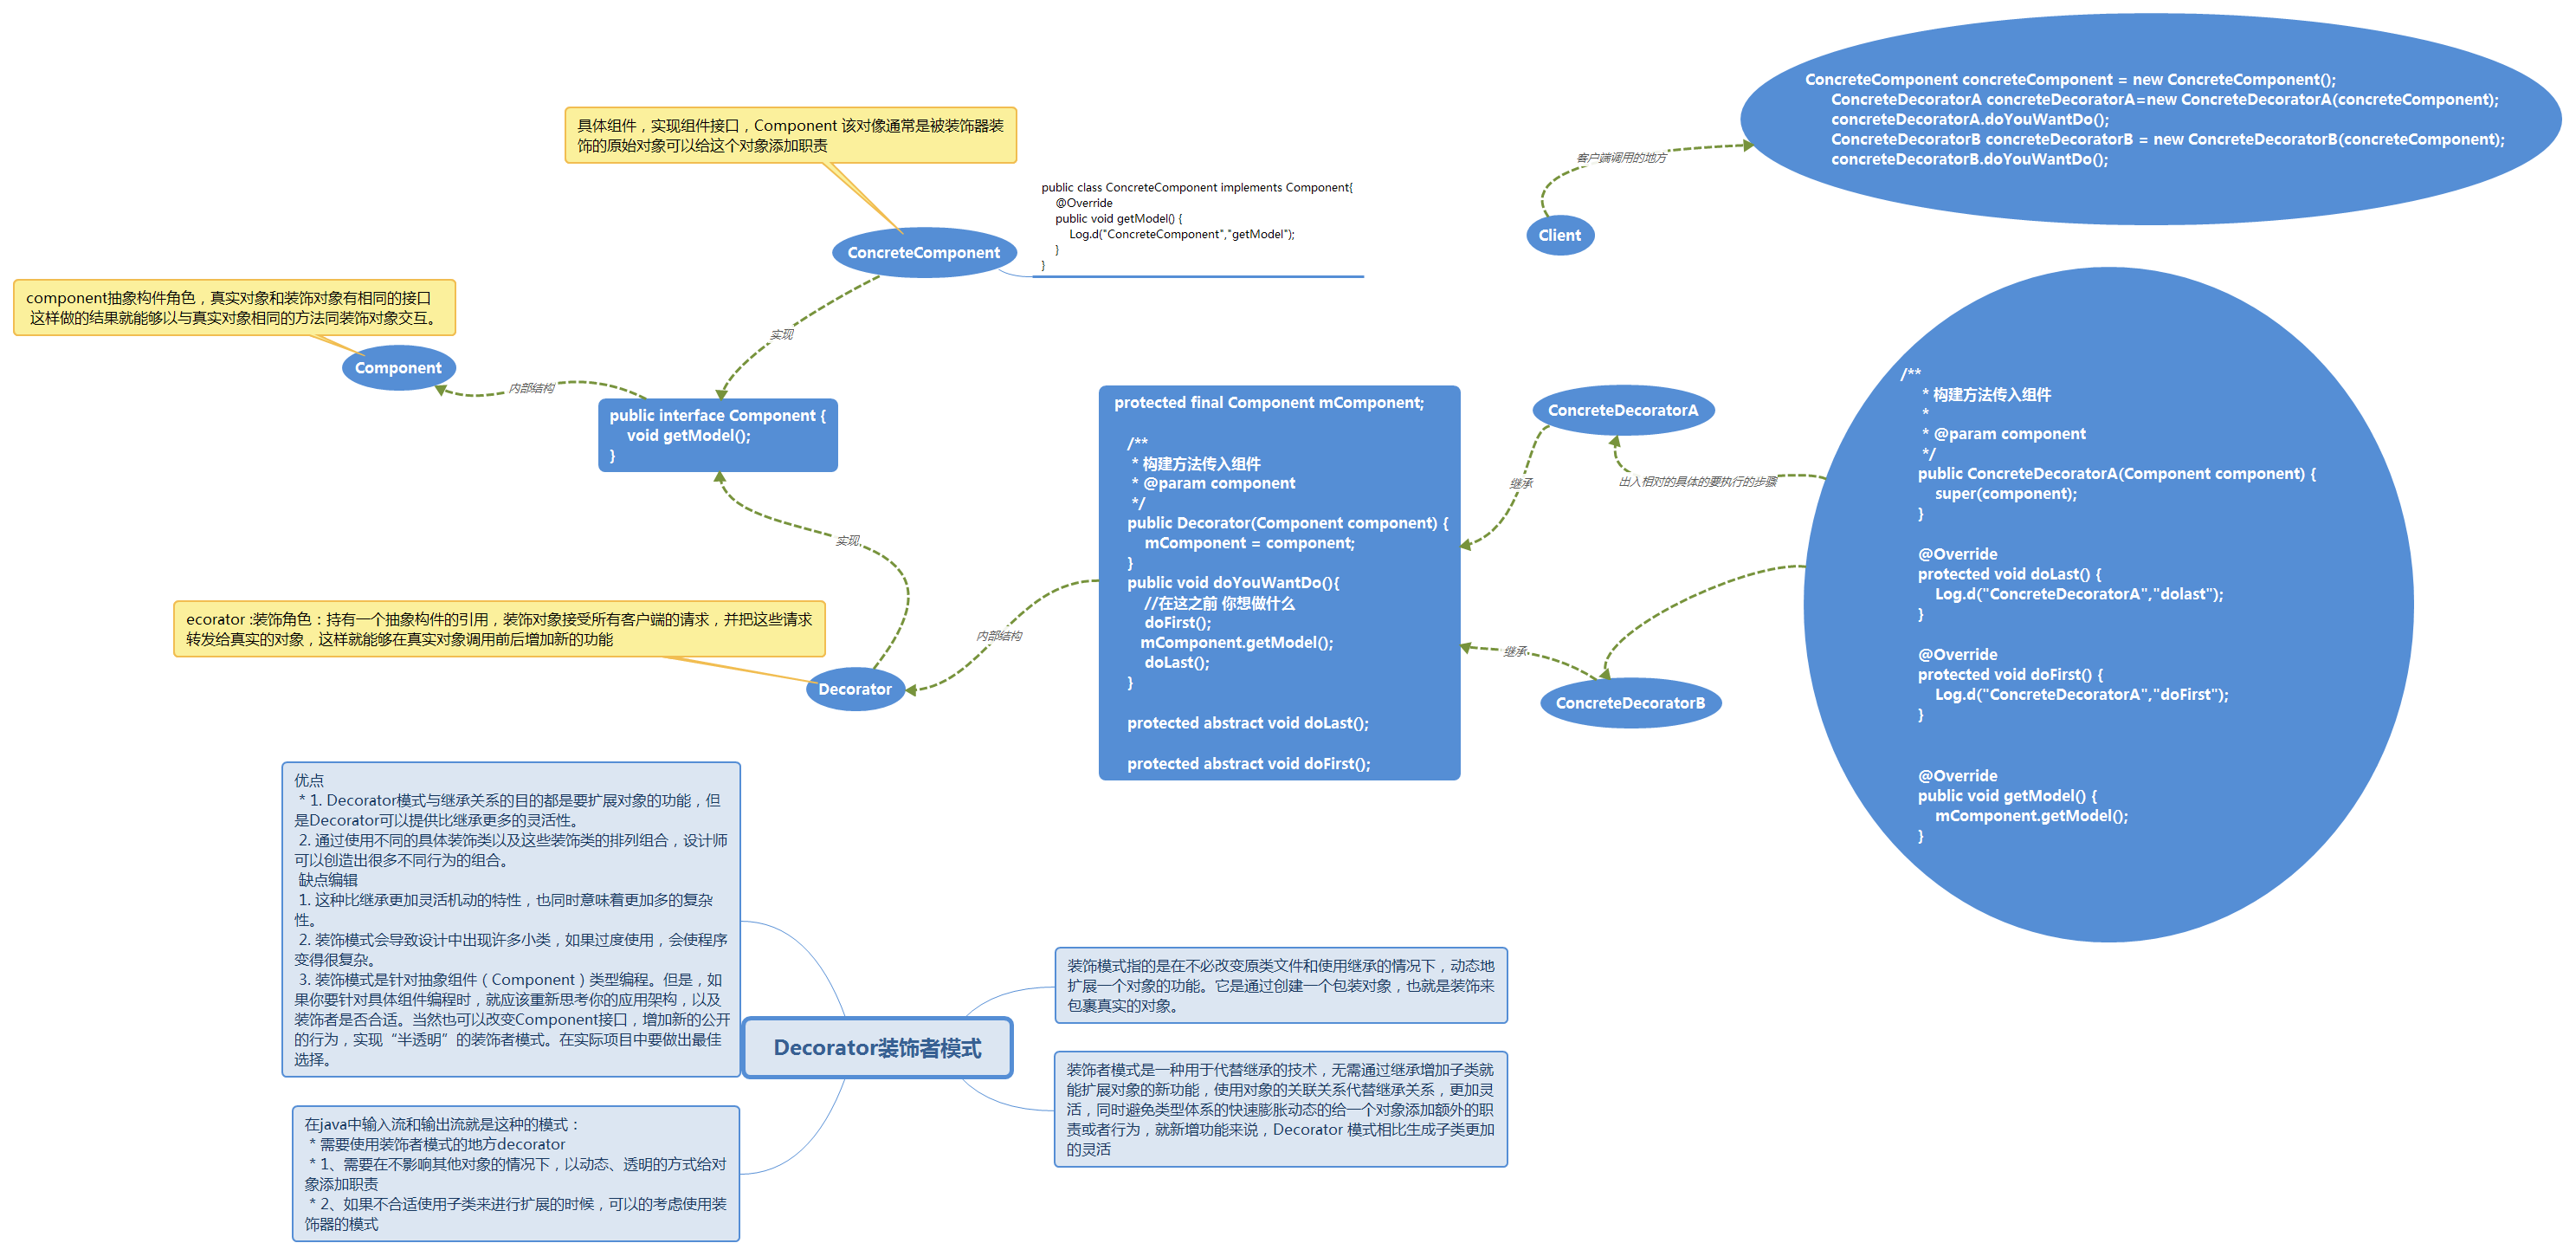 ConcreteComponent concreteComponent = new ConcreteComponent();
ConcreteDecoratorA concreteDecoratorA=new ConcreteDecoratorA(concreteComponent);
concreteDecoratorA.doYouWantDo();
ConcreteDecoratorB concreteDecoratorB = new ConcreteDecoratorB(concreteComponent);
concreteDecoratorB.doYouWantDo();
客户端调用的地方
Client
具体组件，实现组件接口，Component 该对像通常是被装饰器装
饰的原始对象可以给这个对象添加职责
public class ConcreteComponent implements Component{
@Override
public void getModel() {
Log.d("ConcreteComponent","getModel");
}
}
ConcreteComponent
component抽象构件角色，真实对象和装饰对象有相同的接口
这样做的结果就能够以与真实对象相同的方法同装饰对象交互。
Component
实现
内部结构
public interface Component {
void getModel();
}
实现
ecorator :装饰角色：持有一个抽象构件的引用，装饰对象接受所有客户端的请求，并把这些请求
转发给真实的对象，这样就能够在真实对象调用前后增加新的功能
Decorator
内部结构
protected final Component mComponent;
/**
* 构建方法传入组件
* @param component
*/
public Decorator(Component component) {
mComponent = component;
}
public void doYouWantDo(){
//在这之前 你想做什么
doFirst();
mComponent.getModel();
doLast();
}
protected abstract void doLast();
protected abstract void doFirst();
ConcreteDecoratorA
继承
出入相对的具体的要执行的步骤
继承
ConcreteDecoratorB
/**
* 构建方法传入组件
*
* @param component
*/
public ConcreteDecoratorA(Component component) {
super(component);
}
@Override
protected void doLast() {
Log.d("ConcreteDecoratorA","dolast");
}
@Override
protected void doFirst() {
Log.d("ConcreteDecoratorA","doFirst");
}
@Override
public void getModel() {
mComponent.getModel();
}
优点
* 1. Decorator模式与继承关系的目的都是要扩展对象的功能，但
是Decorator可以提供比继承更多的灵活性。
2. 通过使用不同的具体装饰类以及这些装饰类的排列组合，设计师
可以创造出很多不同行为的组合。
缺点编辑
1. 这种比继承更加灵活机动的特性，也同时意味着更加多的复杂
性。
2. 装饰模式会导致设计中出现许多小类，如果过度使用，会使程序
变得很复杂。
3. 装饰模式是针对抽象组件（Component）类型编程。但是，如
果你要针对具体组件编程时，就应该重新思考你的应用架构，以及
装饰者是否合适。当然也可以改变Component接口，增加新的公开
的行为，实现“半透明”的装饰者模式。在实际项目中要做出最佳
选择。
Decorator装饰者模式
装饰模式指的是在不必改变原类文件和使用继承的情况下，动态地
扩展一个对象的功能。它是通过创建一个包装对象，也就是装饰来
包裹真实的对象。
装饰者模式是一种用于代替继承的技术，无需通过继承增加子类就
能扩展对象的新功能，使用对象的关联关系代替继承关系，更加灵
活，同时避免类型体系的快速膨胀动态的给一个对象添加额外的职
责或者行为，就新增功能来说，Decorator 模式相比生成子类更加
的灵活
在java中输入流和输出流就是这种的模式：
* 需要使用装饰者模式的地方decorator
* 1、需要在不影响其他对象的情况下，以动态、透明的方式给对
象添加职责
* 2、如果不合适使用子类来进行扩展的时候，可以的考虑使用装
饰器的模式